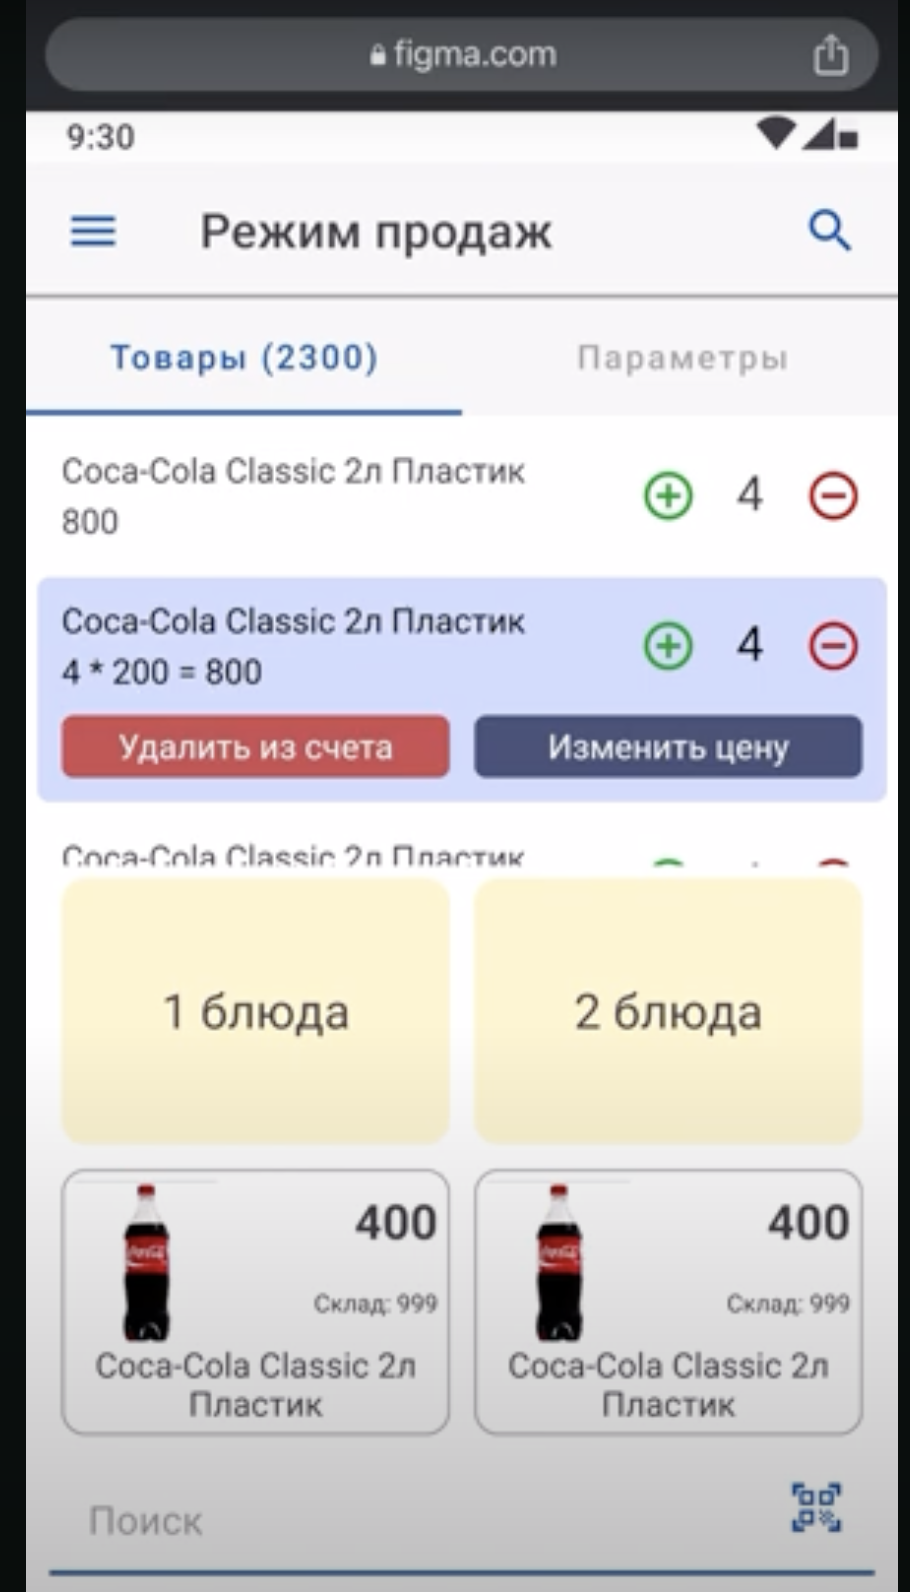 figma.com
9:30
Режим продаж
Товары (2300)
Параметры
Coca-Cola Classic 2л Пластик
4
800
Coca-Cola Classic 2л Пластик
4
4 * 200 = 800
Удалить из счета
Изменить цену
Coca-Cola Classic 2л Пластик
1 блюда
2 блюда
400
Склад: 999
Coca-Cola Classic 2л
Пластик
400
Склад: 999
Coca-Cola Classic 2л
Пластик
Поиск